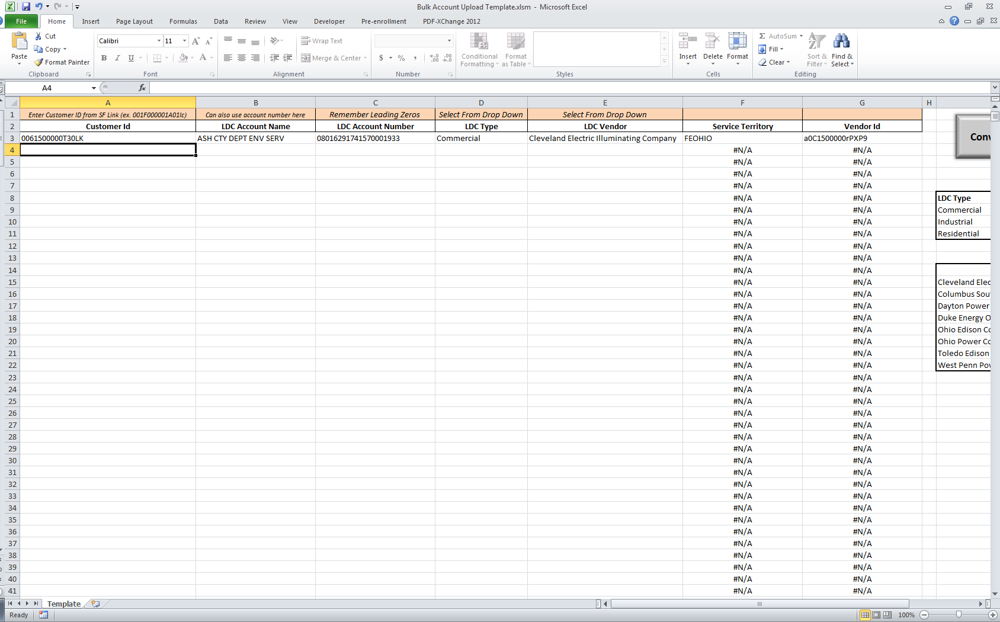 Bulk Account Upload Template.xlsm - Microsoft Excel
File Home Insert Page Layout Formulas Data Review View Developer Pre-enrollment PDF-XChange 2012
Paste
Cut
Copy
Format Painter
Clipboard
Calibri 11
B I U
Font
Wrap Text
Merge & Center
Alignment
$ % ,
Number
Conditional Formatting
Format as Table
Styles
Insert Delete Format
Cells
AutoSum
Fill
Clear
Sort & Filter
Find & Select
Editing
A4 fx
A B C D E F G H
1 Enter Customer ID from SF Link (ex. 001F000001A01lc) Can also use account number here Remember Leading Zeros Select From Drop Down Select From Drop Down
2 Customer Id LDC Account Name LDC Account Number LDC Type LDC Vendor Service Territory Vendor Id
3 0061500000T30LK ASH CTY DEPT ENV SERV 08016291741570001933 Commercial Cleveland Electric Illuminating Company FEOHIO a0C1500000rPXP9 Conv
4 #N/A #N/A
5 #N/A #N/A
6 #N/A #N/A
7 #N/A #N/A
8 #N/A #N/A LDC Type
9 #N/A #N/A Commercial
10 #N/A #N/A Industrial
11 #N/A #N/A Residential
12 #N/A #N/A
13 #N/A #N/A
14 #N/A #N/A
15 #N/A #N/A Cleveland Elec
16 #N/A #N/A Columbus Sou
17 #N/A #N/A Dayton Power
18 #N/A #N/A Duke Energy O
19 #N/A #N/A Ohio Edison Co
20 #N/A #N/A Ohio Power Co
21 #N/A #N/A Toledo Edison
22 #N/A #N/A West Penn Pow
23 #N/A #N/A
24 #N/A #N/A
25 #N/A #N/A
26 #N/A #N/A
27 #N/A #N/A
28 #N/A #N/A
29 #N/A #N/A
30 #N/A #N/A
31 #N/A #N/A
32 #N/A #N/A
33 #N/A #N/A
34 #N/A #N/A
35 #N/A #N/A
36 #N/A #N/A
37 #N/A #N/A
38 #N/A #N/A
39 #N/A #N/A
40 #N/A #N/A
41 #N/A #N/A
Template
Ready 100%